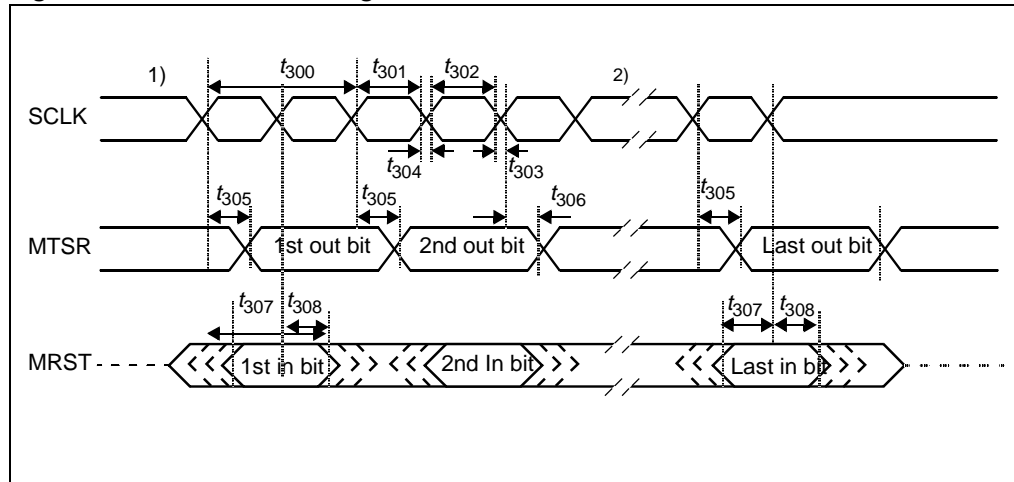 1)
t300
t301
t302
2)
SCLK
t304
t303
t305
t305
t306
t305
MTSR
1st out bit
2nd out bit
Last out bit
t307
t308
t307
t308
MRST
1st in bit
2nd In bit
Last in bit